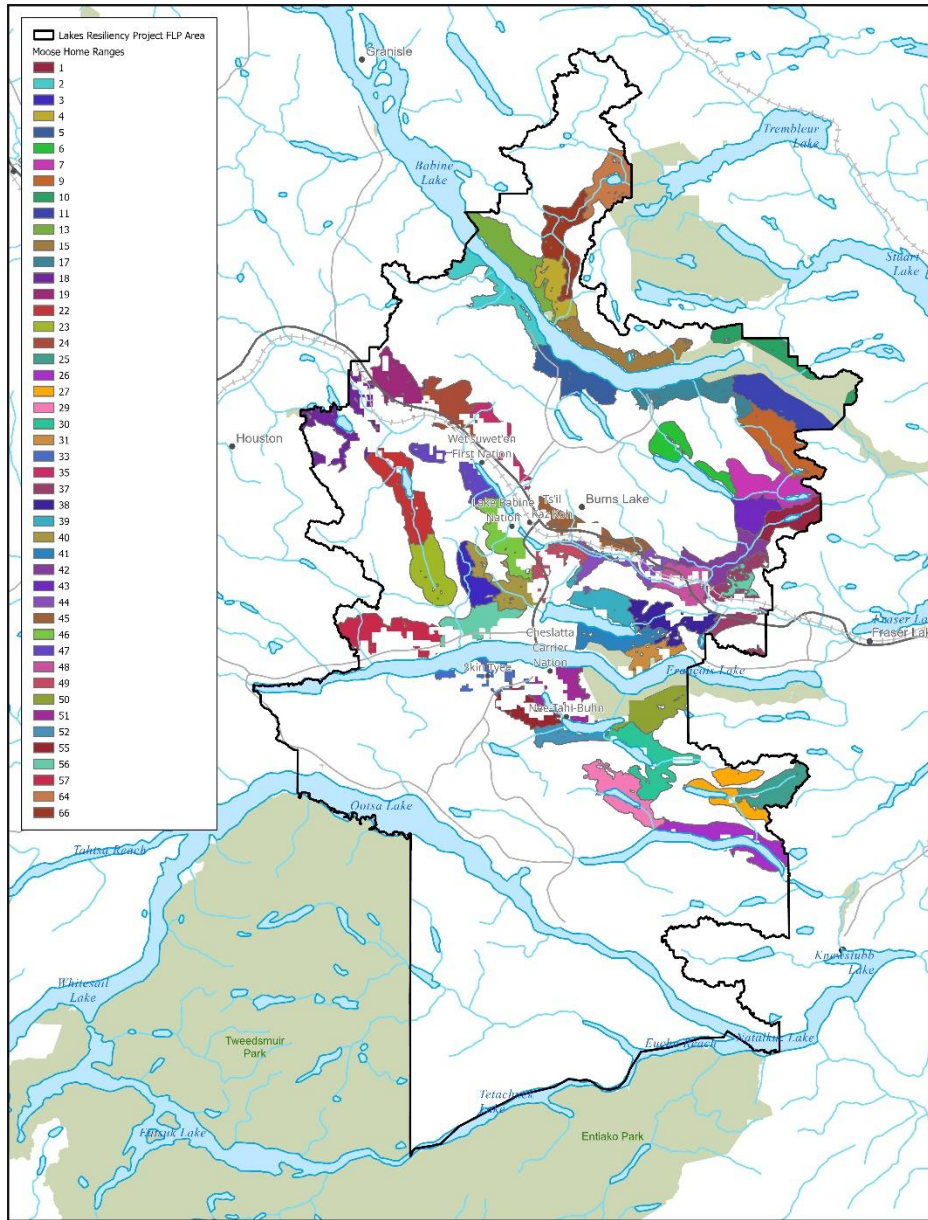 Lakes Resiliency Project FLP Area
Moose Home Ranges
1
2
3
4
5
6
7
9
10
11
13
15
17
18
19
22
23
24
25
26
27
29
30
31
33
35
37
38
39
40
41
42
43
44
45
46
47
48
49
50
51
52
55
56
57
64
66
Granisle
Trembleur
Lake
Babine
Lake
Stuart
Lake
Houston
Wet'suwet'en
First Nation
Burns Lake
Lake Babine
Nation
Ts'il
Kaz Koh
Fraser Lake
Fraser Lake
Cheslatta
Carrier
Nation
Skin Tyee
Francois Lake
Nee-Tahi-Buhn
Ootsa Lake
Tahtsa Reach
Whitesail
Lake
Knewstubb
Lake
Tweedsmuir
Park
Euchu Reach
Natalkuz Lake
Tetachuck
Lake
Eutsuk Lake
Entiako Park